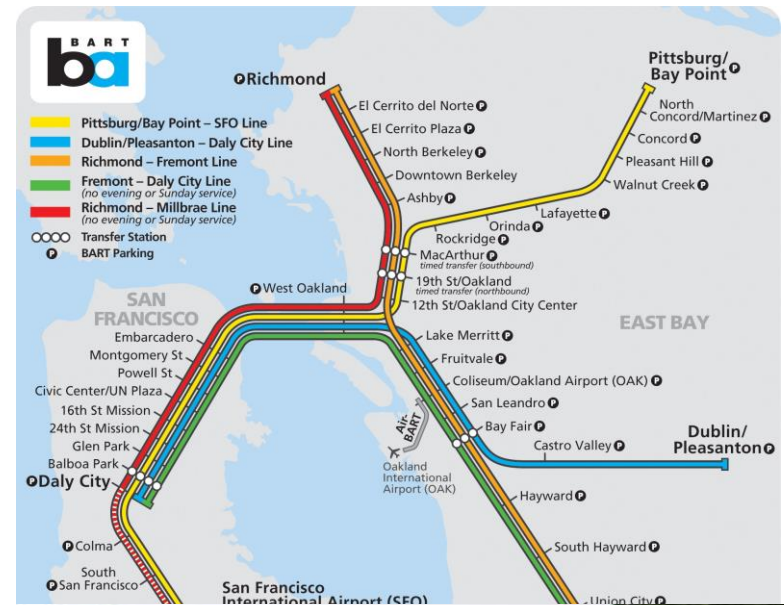 BART
ba
Pittsburg/Bay Point – SFO Line
Dublin/Pleasanton – Daly City Line
Richmond – Fremont Line
Fremont – Daly City Line
(no evening or Sunday service)
Richmond – Millbrae Line
(no evening or Sunday service)
Transfer Station
P BART Parking
P Richmond
El Cerrito del Norte P
El Cerrito Plaza P
North Berkeley P
Downtown Berkeley
Ashby P
Pittsburg/
Bay Point P
North
Concord/Martinez P
Concord P
Pleasant Hill P
Walnut Creek P
Lafayette P
Orinda P
Rockridge P
MacArthur P
timed transfer (southbound)
19th St/Oakland
timed transfer (northbound)
12th St/Oakland City Center
P West Oakland
SAN
FRANCISCO
EAST BAY
Embarcadero
Montgomery St
Powell St
Civic Center/UN Plaza
16th St Mission
24th St Mission
Glen Park
Balboa Park
P Daly City
P Colma
South
P San Francisco
Lake Merritt P
Fruitvale P
Coliseum/Oakland Airport (OAK) P
San Leandro P
Bay Fair P
Castro Valley P
Dublin/
Pleasanton P
Air-
BART
Oakland
International
Airport (OAK)
Hayward P
South Hayward P
Union City P
San Francisco
International Airport (SFO)